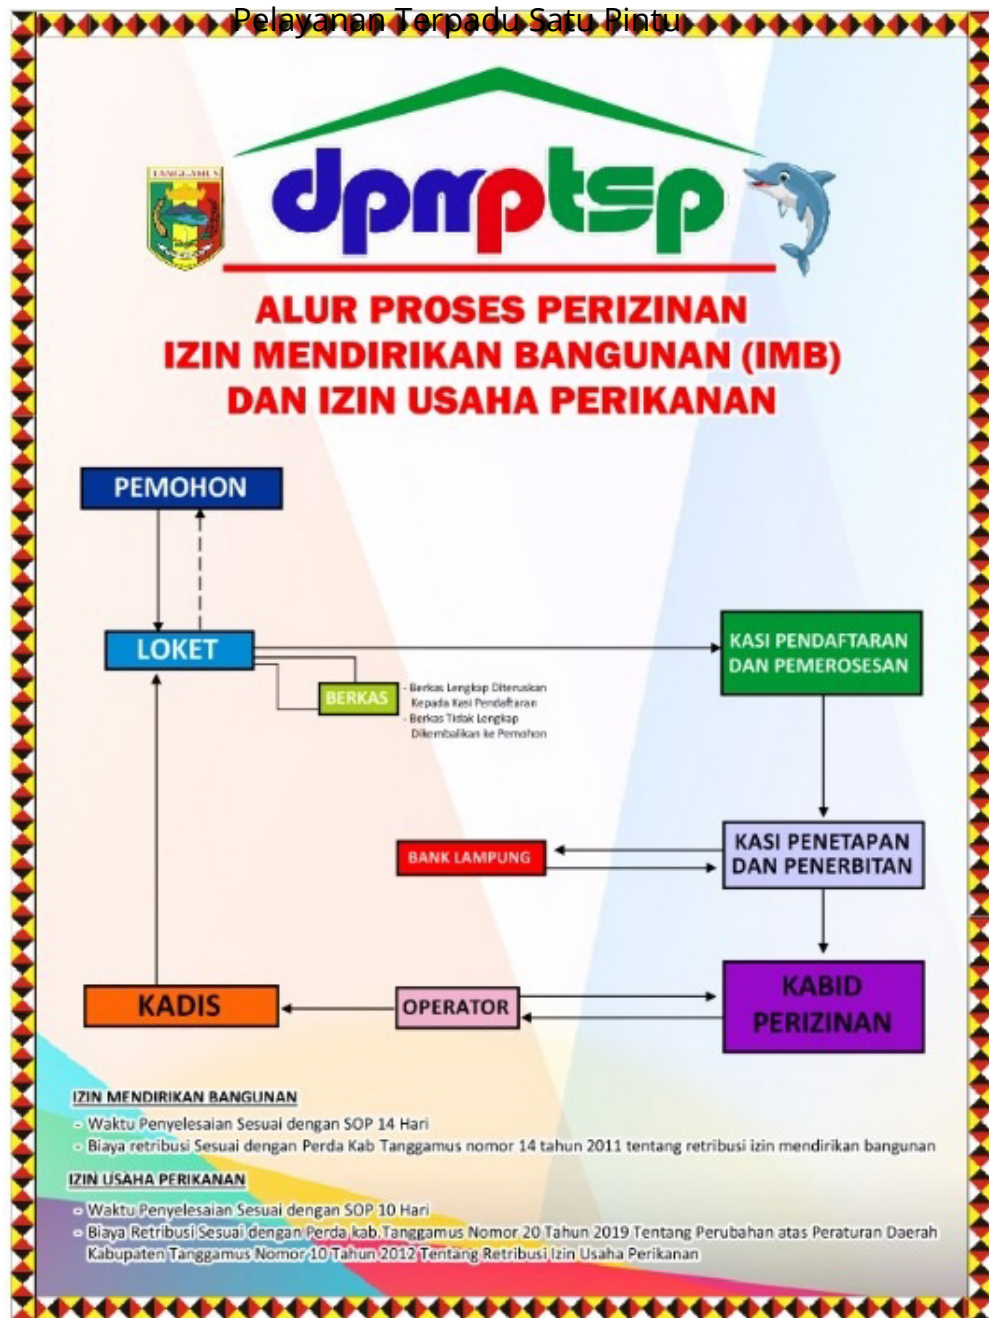 Pelayanan Terpadu Satu Pintu
TANGGAMUS
dpmptsp
ALUR PROSES PERIZINAN
IZIN MENDIRIKAN BANGUNAN (IMB)
DAN IZIN USAHA PERIKANAN
PEMOHON
LOKET
KASI PENDAFTARAN
DAN PEMEROSESAN
BERKAS
- Berkas Lengkap Diteruskan
Kepada Kasi Pendaftaran
- Berkas Tidak Lengkap
Dikembalikan ke Pemohon
KASI PENETAPAN
DAN PENERBITAN
BANK LAMPUNG
KABID
PERIZINAN
OPERATOR
KADIS
IZIN MENDIRIKAN BANGUNAN
- Waktu Penyelesaian Sesuai dengan SOP 14 Hari
- Biaya retribusi Sesuai dengan Perda Kab Tanggamus nomor 14 tahun 2011 tentang retribusi izin mendirikan bangunan
IZIN USAHA PERIKANAN
- Waktu Penyelesaian Sesuai dengan SOP 10 Hari
- Biaya Retribusi Sesuai dengan Perda kab.Tanggamus Nomor 20 Tahun 2019 Tentang Perubahan atas Peraturan Daerah
Kabupaten Tanggamus Nomor 10 Tahun 2012 Tentang Retribusi Izin Usaha Perikanan